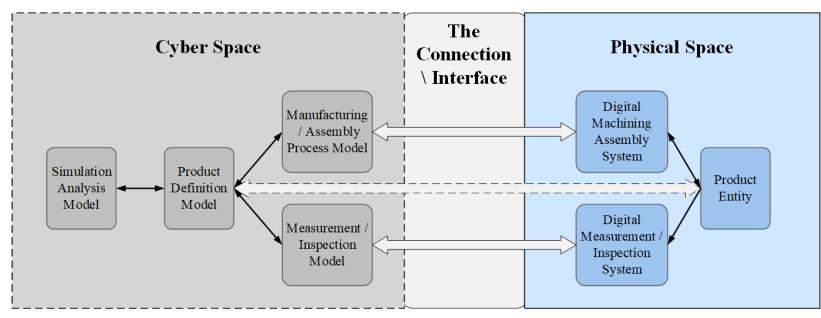 Cyber Space
The
Connection
\ Interface
Physical Space
Manufacturing
/ Assembly
Process Model
Digital
Machining
Assembly
System
Simulation
Analysis
Model
Product
Definition
Model
Product
Entity
Measurement /
Inspection
Model
Digital
Measurement /
Inspection
System